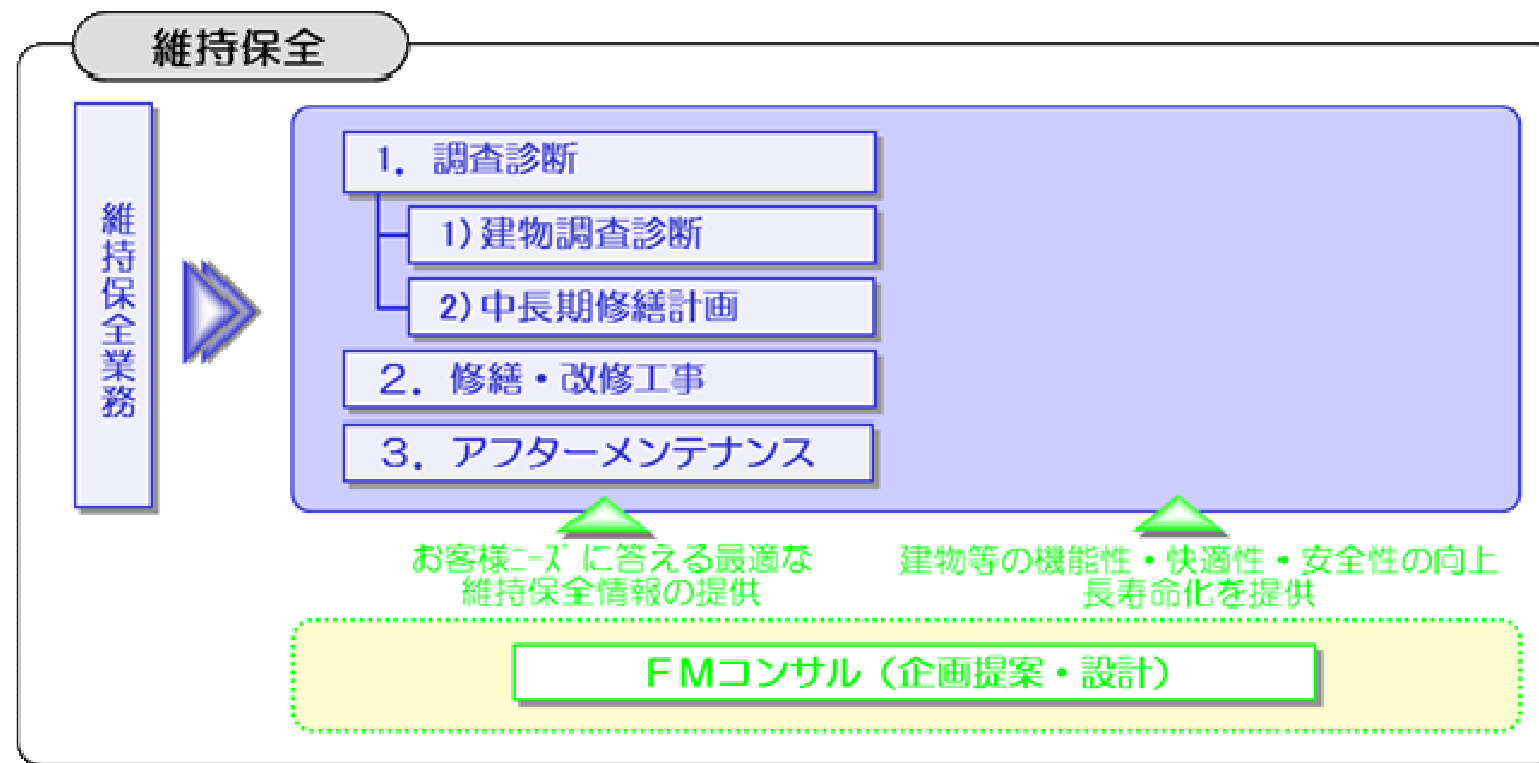 維持保全
維持保全業務
1．調査診断
1)建物調査診断
2)中長期修繕計画
２．修繕・改修工事
３．アフターメンテナンス
お客様ﾆｰｽﾞに答える最適な
維持保全情報の提供
建物等の機能性・快適性・安全性の向上
長寿命化を提供
ＦＭコンサル（企画提案・設計）